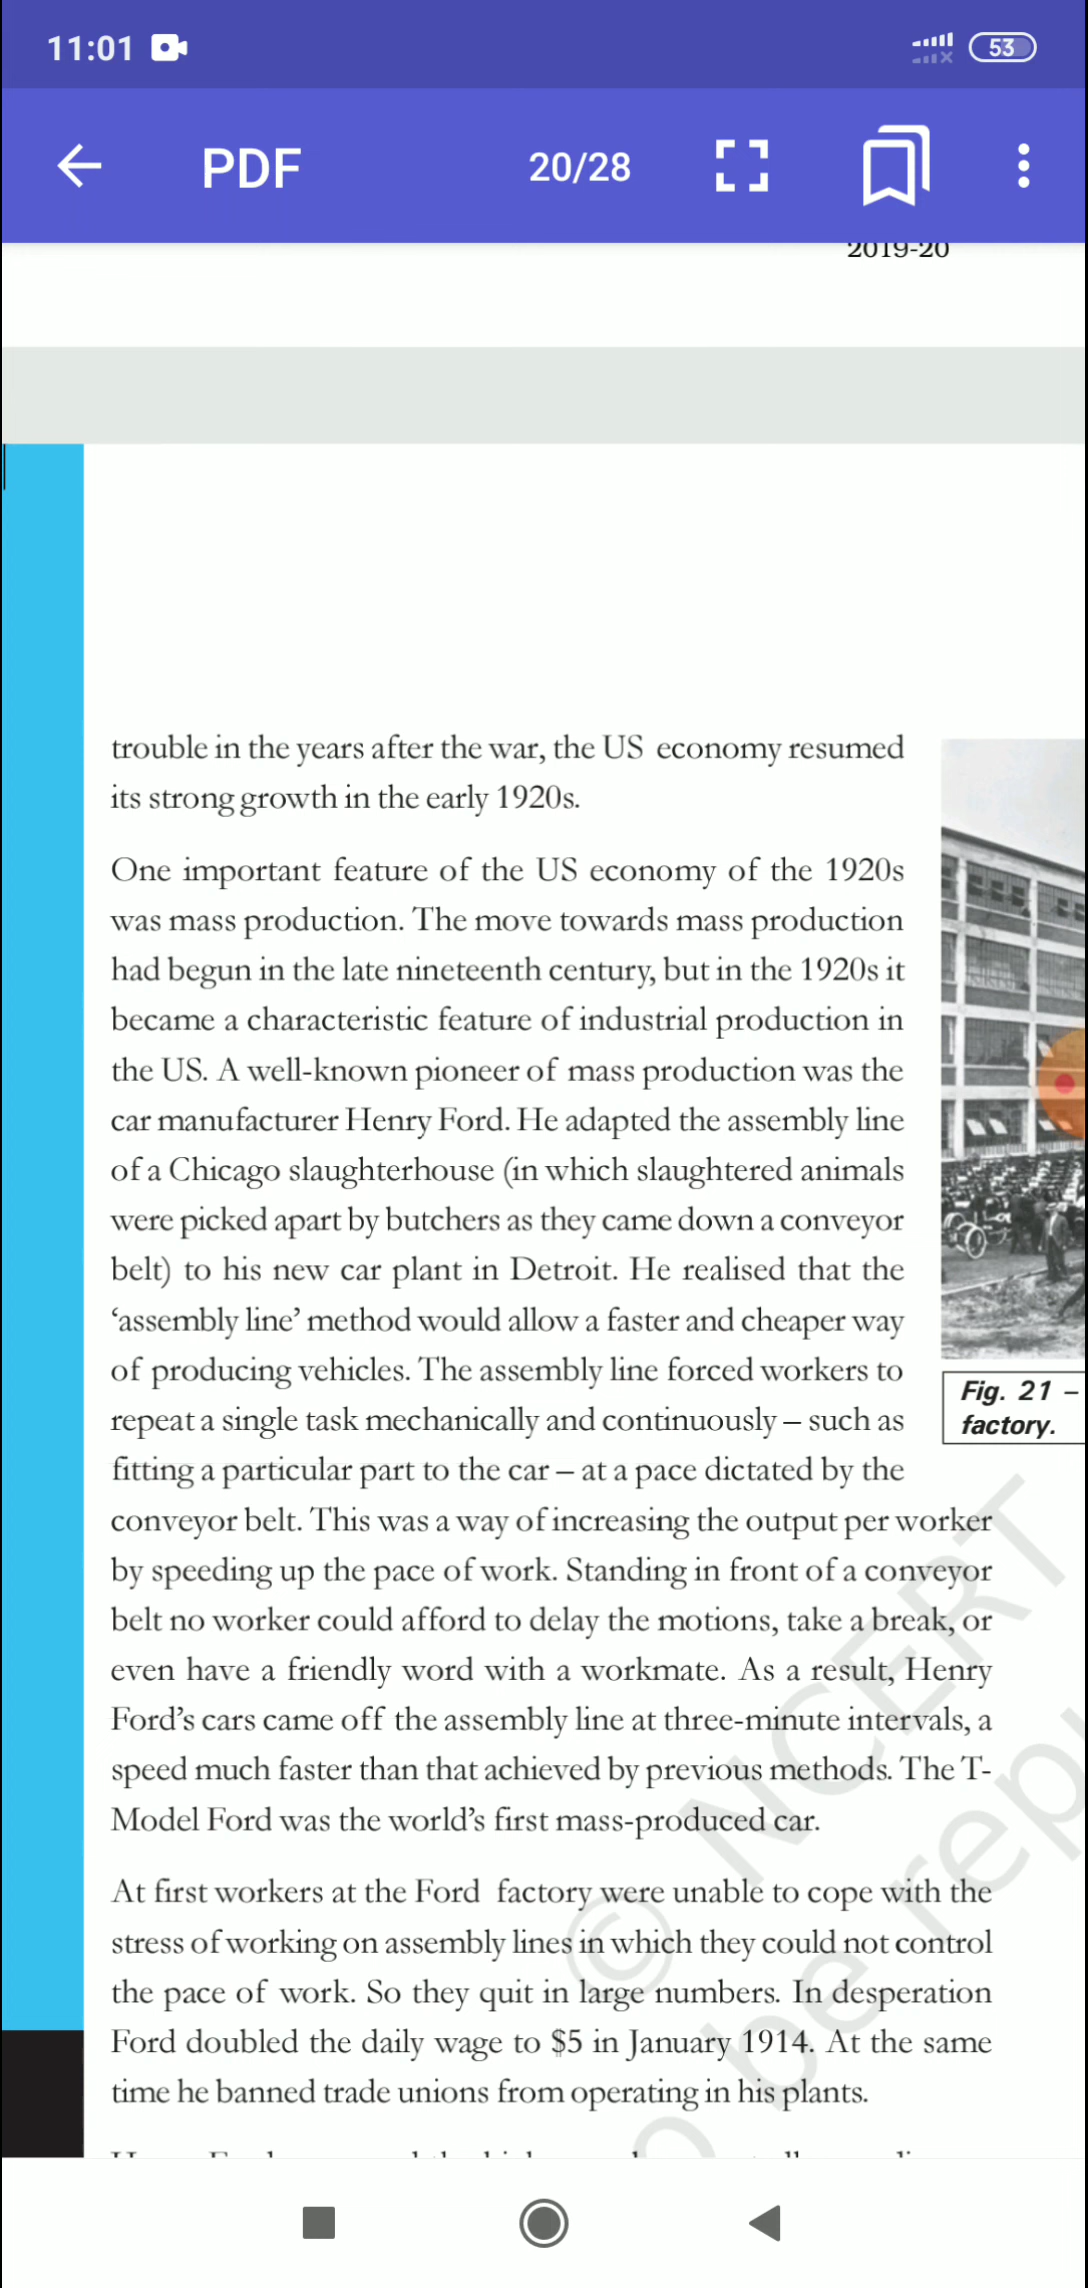 11:01
53
PDF
20/28
2019-20
trouble in the years after the war, the US economy resumed
its strong growth in the early 1920s.
One important feature of the US economy of the 1920s
was mass production. The move towards mass production
had begun in the late nineteenth century, but in the 1920s it
became a characteristic feature of industrial production in
the US. A well-known pioneer of mass production was the
car manufacturer Henry Ford. He adapted the assembly line
of a Chicago slaughterhouse (in which slaughtered animals
were picked apart by butchers as they came down a conveyor
belt) to his new car plant in Detroit. He realised that the
‘assembly line’ method would allow a faster and cheaper way
of producing vehicles. The assembly line forced workers to
repeat a single task mechanically and continuously – such as
fitting a particular part to the car – at a pace dictated by the
conveyor belt. This was a way of increasing the output per worker
by speeding up the pace of work. Standing in front of a conveyor
belt no worker could afford to delay the motions, take a break, or
even have a friendly word with a workmate. As a result, Henry
Ford’s cars came off the assembly line at three-minute intervals, a
speed much faster than that achieved by previous methods. The T-
Model Ford was the world’s first mass-produced car.
At first workers at the Ford factory were unable to cope with the
stress of working on assembly lines in which they could not control
the pace of work. So they quit in large numbers. In desperation
Ford doubled the daily wage to $5 in January 1914. At the same
time he banned trade unions from operating in his plants.
Fig. 21 –
factory.
© NCERT
be rep